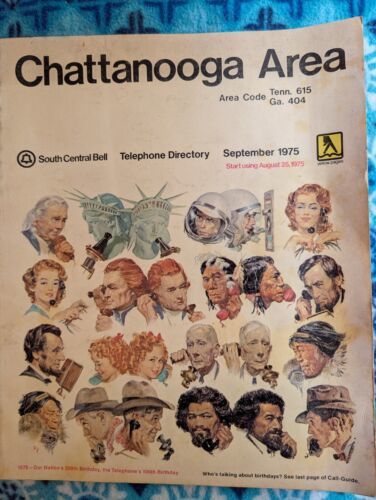 Chattanooga Area
Area Code Tenn. 615
Ga. 404
South Central Bell Telephone Directory September 1975
Start using August 25, 1975
yellow pages
1976—Our Nation's 200th Birthday, the Telephone's 100th Birthday
Who's talking about birthdays? See last page of Call-Guide.